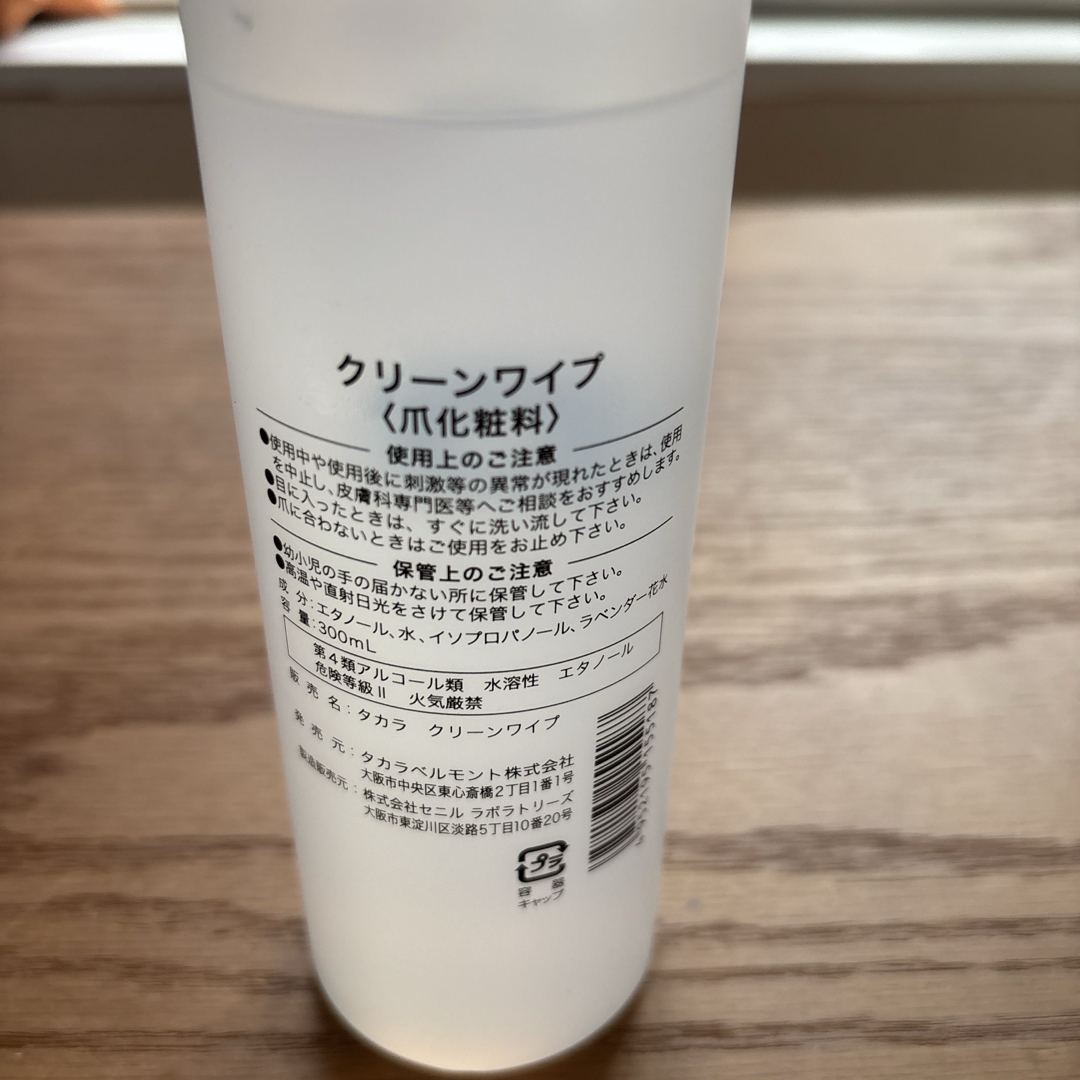 クリーンワイプ
〈爪化粧料〉
使用上のご注意
●使用中や使用後に刺激等の異常が現れたときは、使用
を中止し、皮膚科専門医等へご相談をおすすめします。
●目に入ったときは、すぐに洗い流して下さい。
●爪に合わないときはご使用をお止め下さい。
保管上のご注意
●幼小児の手の届かない所に保管して下さい。
●高温や直射日光をさけて保管して下さい。
成分：エタノール、水、イソプロパノール、ラベンダー花水
容量：300mL
第4類アルコール類 水溶性 エタノール
危険等級Ⅱ 火気厳禁
販売名：タカラ クリーンワイプ
発売元：タカラベルモント株式会社
大阪市中央区東心斎橋2丁目1番1号
製造販売元：株式会社セニル ラボラトリーズ
大阪市東淀川区淡路5丁目10番20号
プラ
容器
キャップ